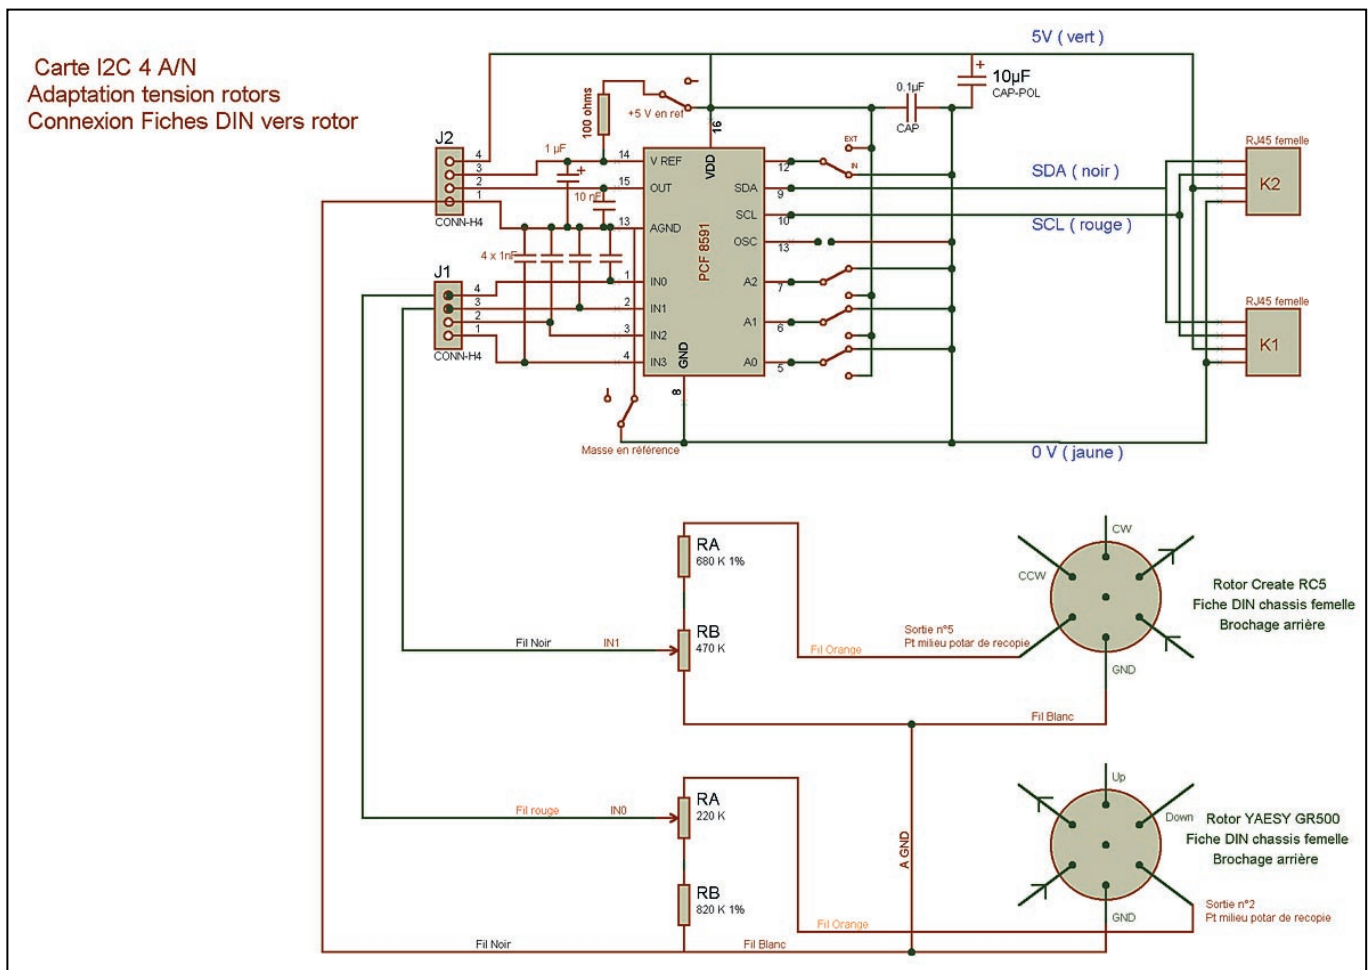 Carte I2C 4 A/N
Adaptation tension rotors
Connexion Fiches DIN vers rotor
5V ( vert )
10µF
CAP-POL
0.1µF
CAP
100 ohms
+5 V en ref
16
J2
4
3
2
1
CONN-H4
1 µF
10 nF
4 x 1nF
14
15
13
V REF
OUT
AGND
VDD
PCF 8591
SDA
SCL
OSC
A2
A1
A0
12
9
10
13
7
6
5
EXT
IN
SDA ( noir )
SCL ( rouge )
RJ45 femelle
K2
RJ45 femelle
K1
J1
4
3
2
1
CONN-H4
1
2
3
4
IN0
IN1
IN2
IN3
GND
8
Masse en référence
0 V ( jaune )
RA
680 K 1%
RB
470 K
Fil Noir
IN1
Fil Orange
Sortie n°5
Pt milieu potar de recopie
CW
CCW
GND
Fil Blanc
Rotor Create RC5
Fiche DIN chassis femelle
Brochage arrière
RA
220 K
RB
820 K 1%
Fil rouge
IN0
A GND
Up
Down
GND
Rotor YAESY GR500
Fiche DIN chassis femelle
Brochage arrière
Sortie n°2
Pt milieu potar de recopie
Fil Orange
Fil Noir
Fil Blanc